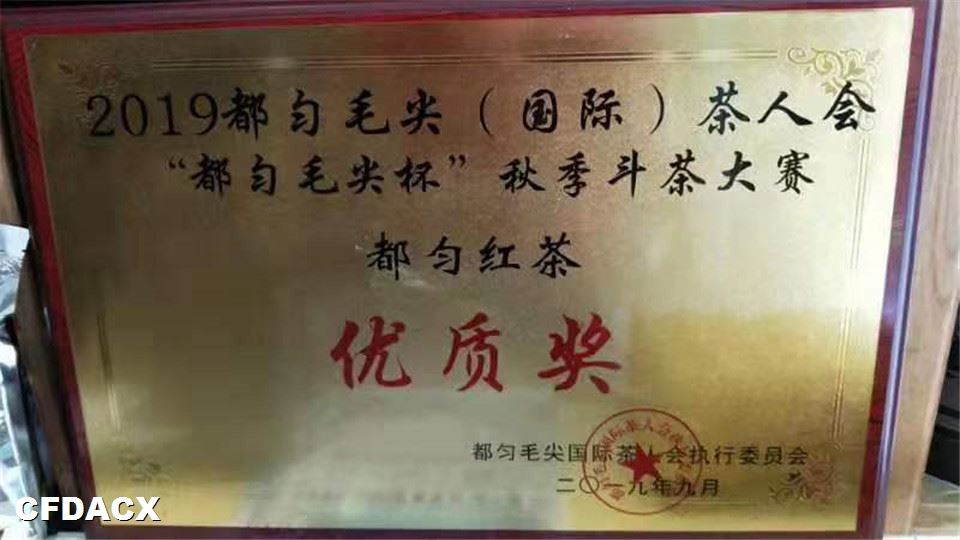 2019都匀毛尖（国际）茶人会
“都匀毛尖杯”秋季斗茶大赛
都匀红茶
优质奖
都匀毛尖国际茶人会执行委员会
二〇一九年九月
CFDACX